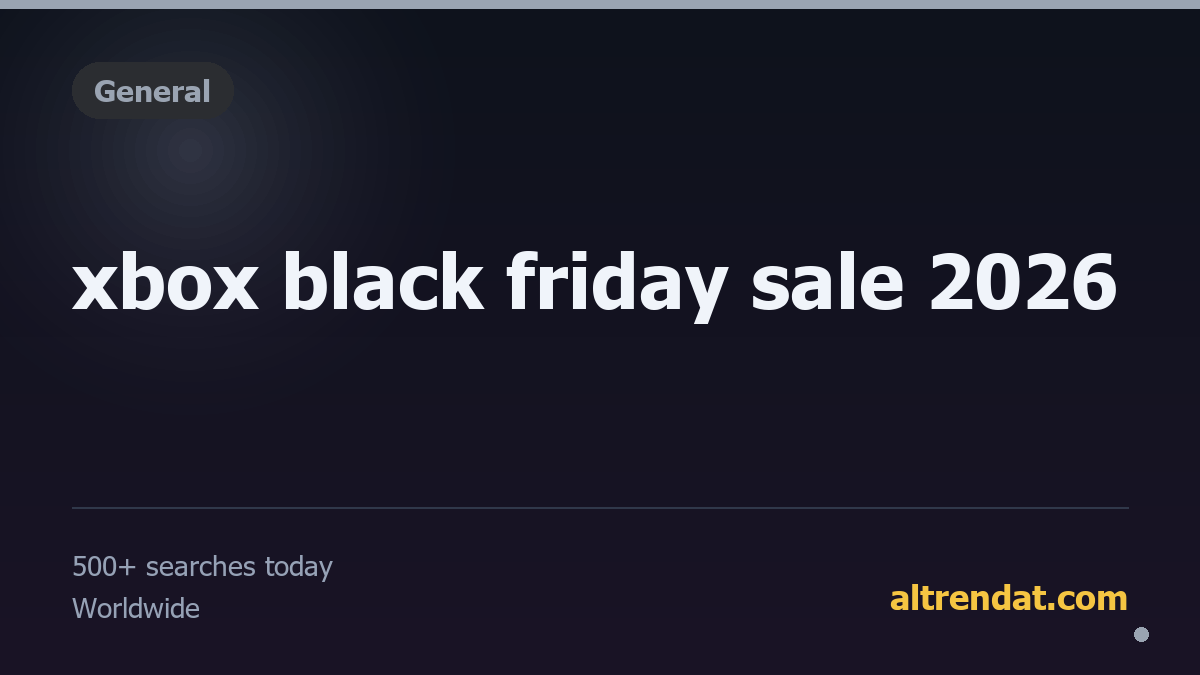 General
xbox black friday sale 2026
500+ searches today
Worldwide
altrendat.com